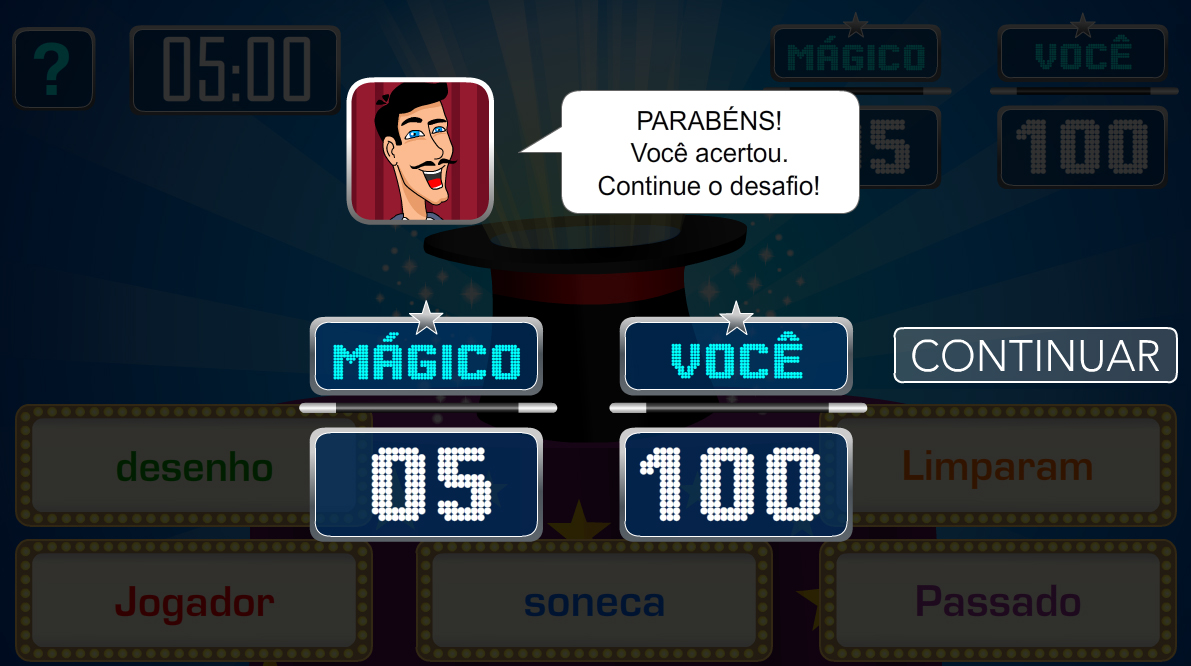 ?
05:00
MÁGICO
VOCÊ
5
100
PARABÉNS!
Você acertou.
Continue o desafio!
MÁGICO
VOCÊ
CONTINUAR
05
100
desenho
Limparam
Jogador
soneca
Passado